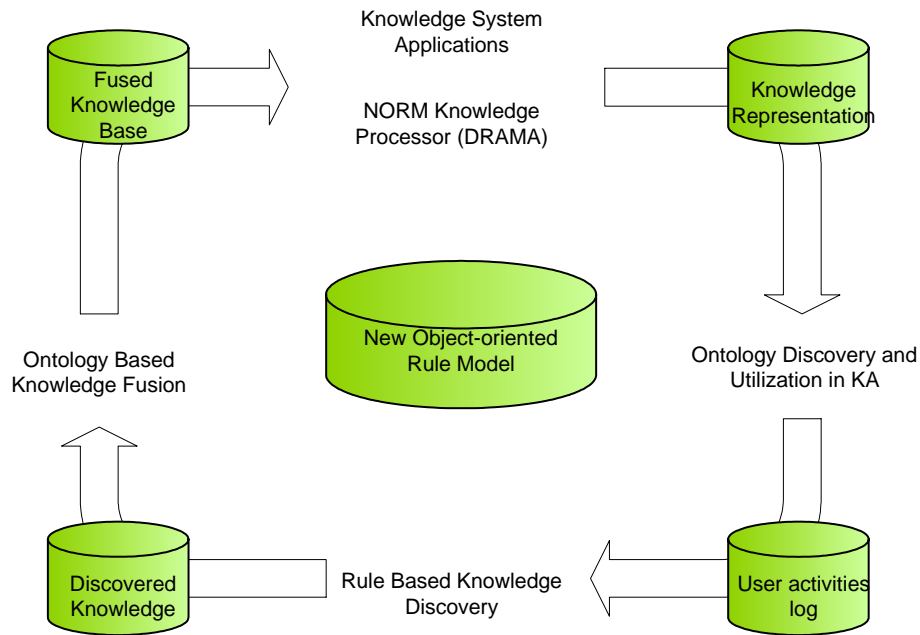 Knowledge System
Applications
NORM Knowledge
Processor (DRAMA)
Fused
Knowledge
Base
Knowledge
Representation
New Object-oriented
Rule Model
Ontology Based
Knowledge Fusion
Ontology Discovery and
Utilization in KA
Discovered
Knowledge
Rule Based Knowledge
Discovery
User activities
log